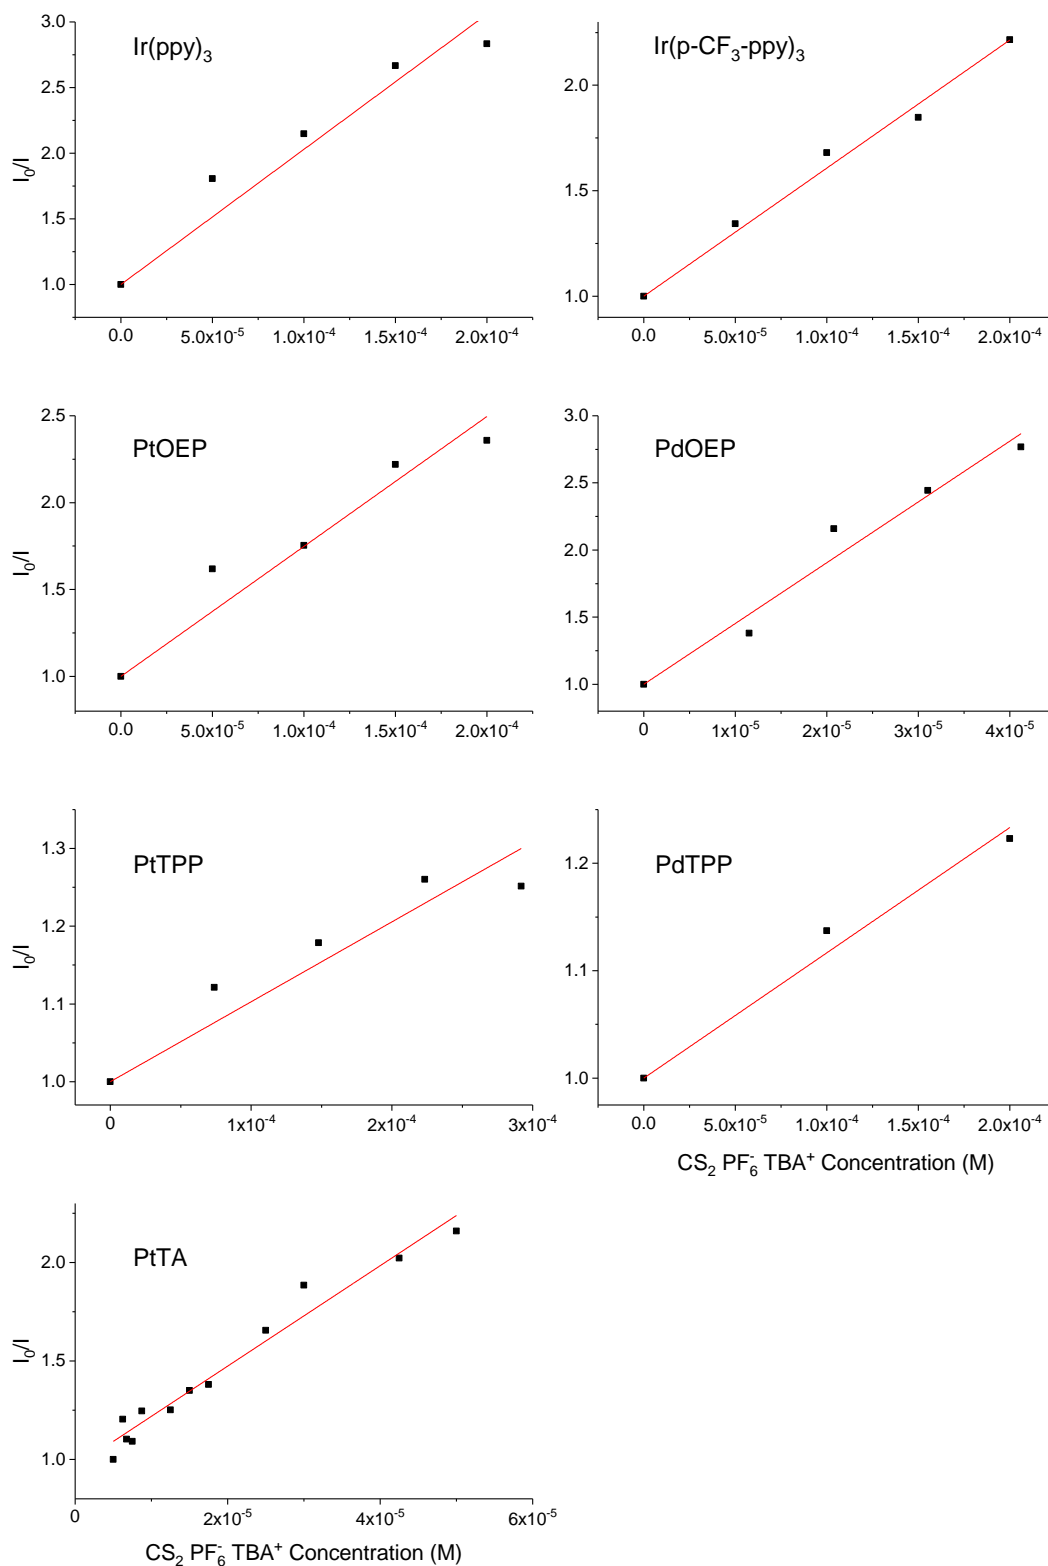 Ir(ppy)₃
I₀/I
3.0
2.5
2.0
1.5
1.0
0.0 5.0x10⁻⁵ 1.0x10⁻⁴ 1.5x10⁻⁴ 2.0x10⁻⁴
Ir(p-CF₃-ppy)₃
2.0
1.5
1.0
0.0 5.0x10⁻⁵ 1.0x10⁻⁴ 1.5x10⁻⁴ 2.0x10⁻⁴
PtOEP
I₀/I
2.5
2.0
1.5
1.0
0.0 5.0x10⁻⁵ 1.0x10⁻⁴ 1.5x10⁻⁴ 2.0x10⁻⁴
PdOEP
3.0
2.5
2.0
1.5
1.0
0 1x10⁻⁵ 2x10⁻⁵ 3x10⁻⁵ 4x10⁻⁵
PtTPP
I₀/I
1.3
1.2
1.1
1.0
0 1x10⁻⁴ 2x10⁻⁴ 3x10⁻⁴
PdTPP
1.2
1.1
1.0
0.0 5.0x10⁻⁵ 1.0x10⁻⁴ 1.5x10⁻⁴ 2.0x10⁻⁴
CS₂ PF₆⁻ TBA⁺ Concentration (M)
PtTA
I₀/I
2.0
1.5
1.0
0 2x10⁻⁵ 4x10⁻⁵ 6x10⁻⁵
CS₂ PF₆⁻ TBA⁺ Concentration (M)